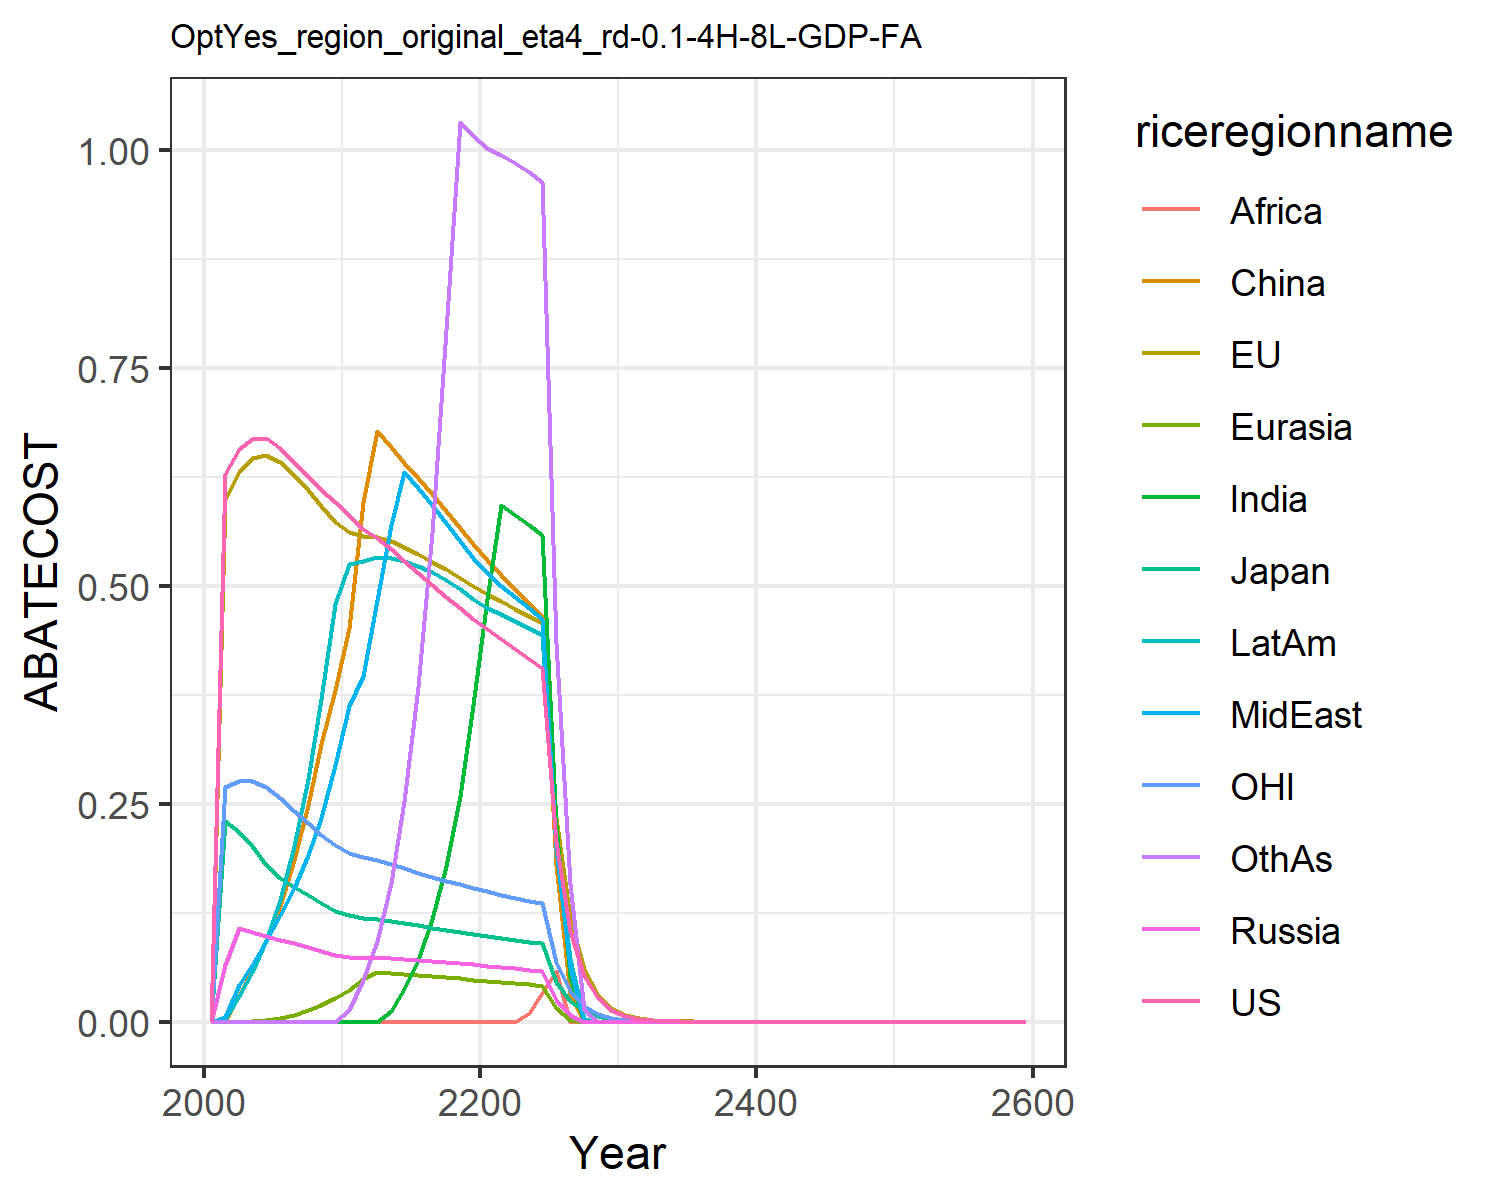 OptYes_region_original_eta4_rd-0.1-4H-8L-GDP-FA
ABATECOST
1.00
0.75
0.50
0.25
0.00
2000 2200 2400 2600
Year
riceregionname
Africa
China
EU
Eurasia
India
Japan
LatAm
MidEast
OHI
OthAs
Russia
US